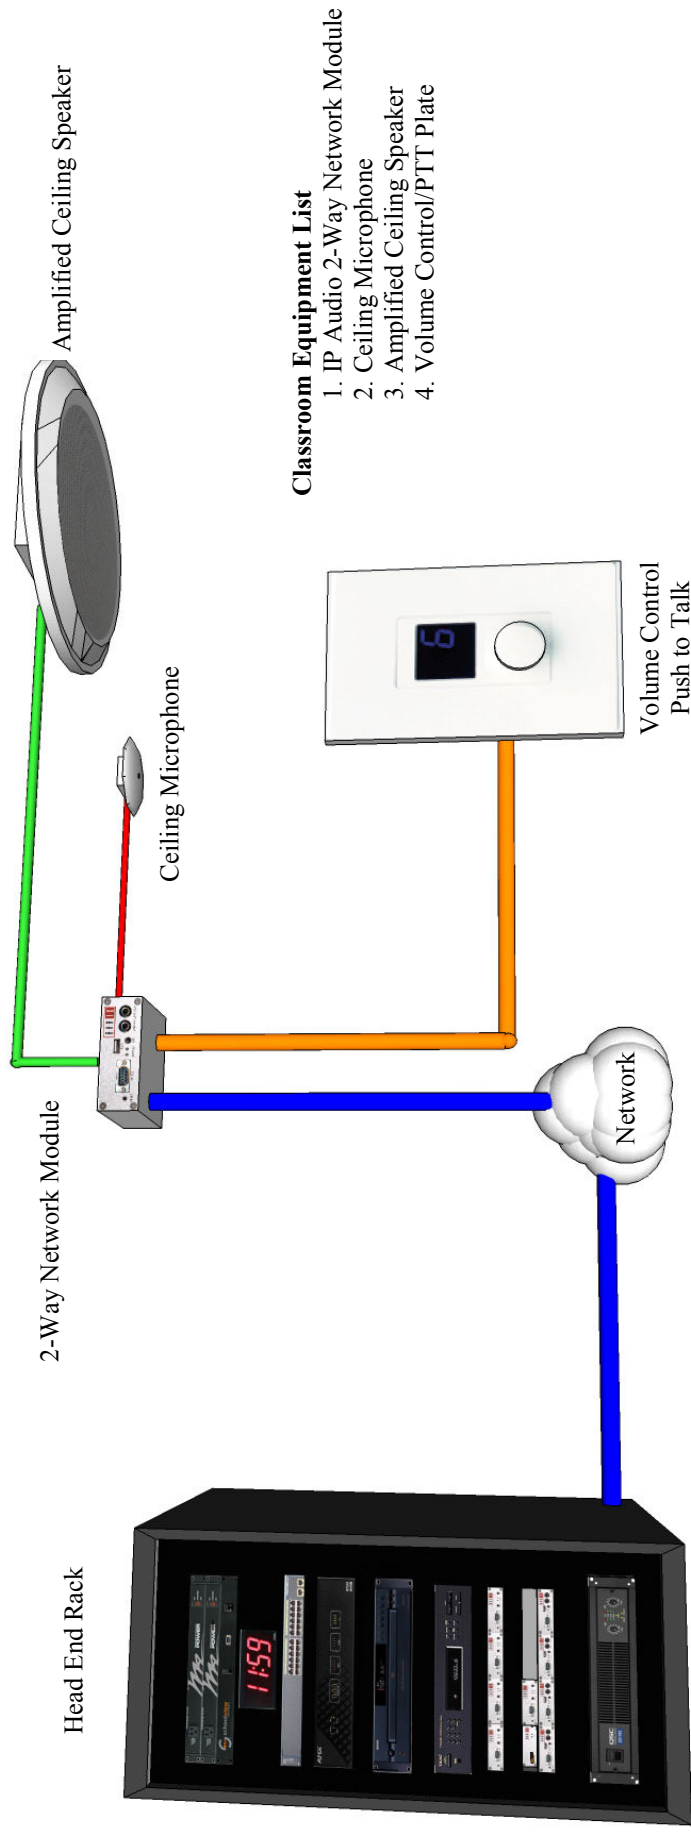 Head End Rack
2-Way Network Module
Ceiling Microphone
Amplified Ceiling Speaker
Network
Volume Control
Push to Talk
Classroom Equipment List
1. IP Audio 2-Way Network Module
2. Ceiling Microphone
3. Amplified Ceiling Speaker
4. Volume Control/PTT Plate
11:59
6
QSC